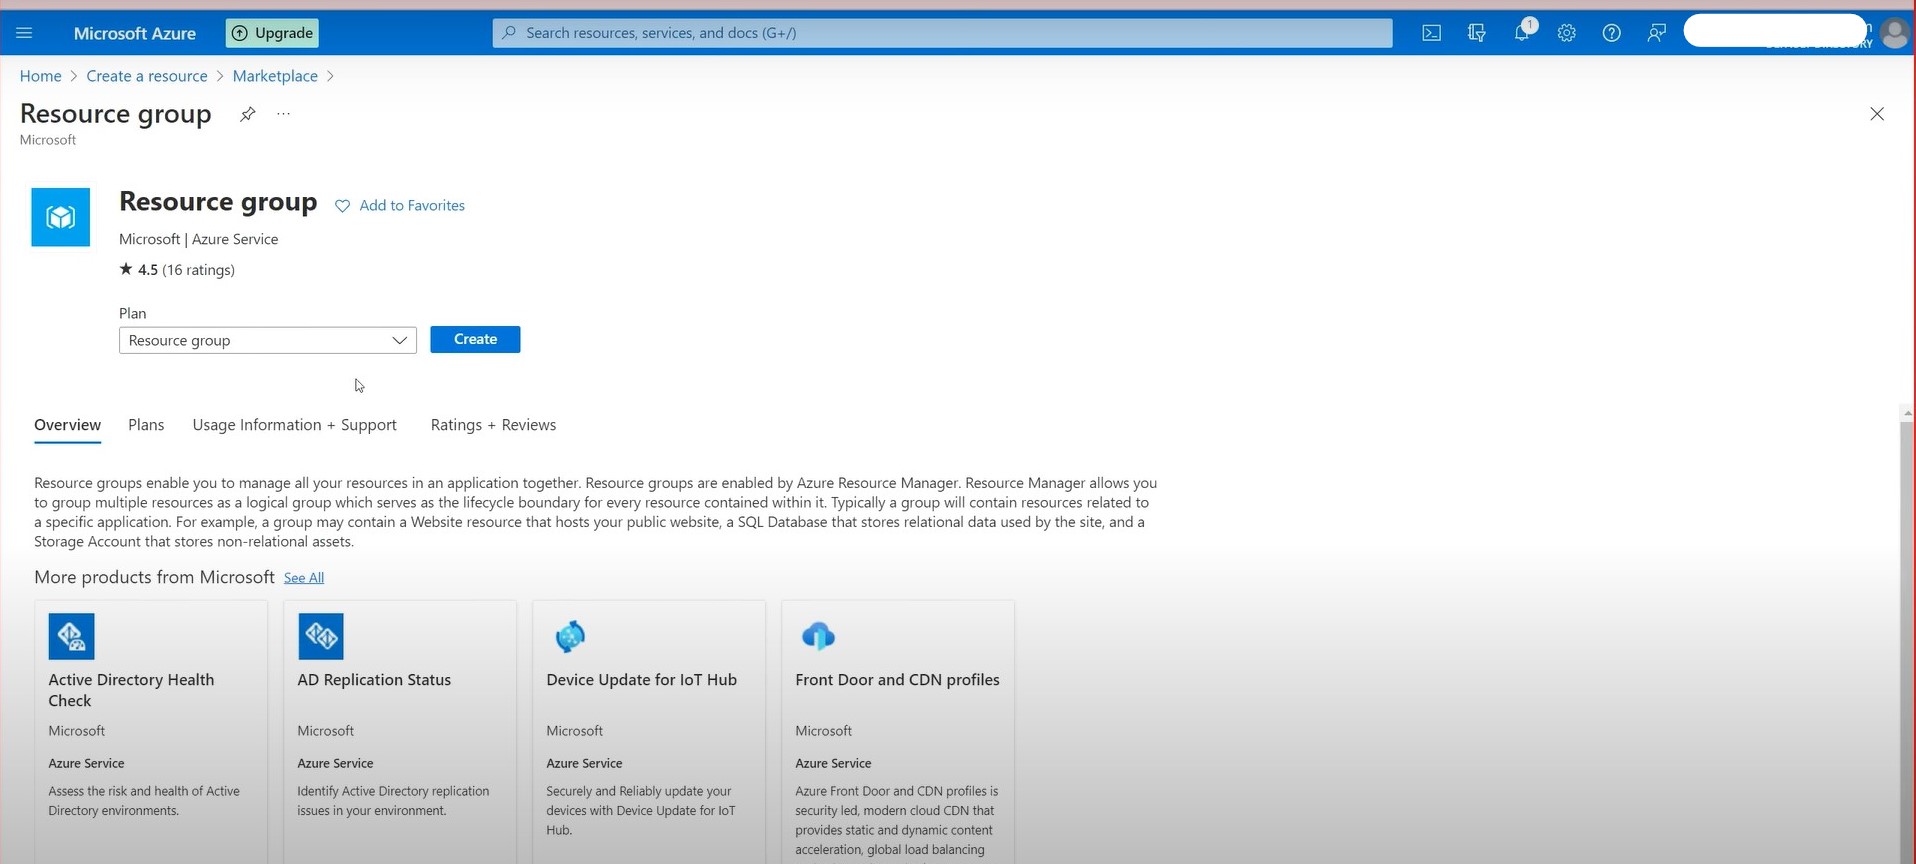 Microsoft Azure
Upgrade
Search resources, services, and docs (G+/)
1
Home > Create a resource > Marketplace >
Resource group
...
Microsoft
Resource group
Add to Favorites
Microsoft | Azure Service
★ 4.5 (16 ratings)
Plan
Resource group
Create
Overview
Plans
Usage Information + Support
Ratings + Reviews
Resource groups enable you to manage all your resources in an application together. Resource groups are enabled by Azure Resource Manager. Resource Manager allows you
to group multiple resources as a logical group which serves as the lifecycle boundary for every resource contained within it. Typically a group will contain resources related to
a specific application. For example, a group may contain a Website resource that hosts your public website, a SQL Database that stores relational data used by the site, and a
Storage Account that stores non-relational assets.
More products from Microsoft See All
Active Directory Health
Check
Microsoft
Azure Service
Assess the risk and health of Active
Directory environments.
AD Replication Status
Microsoft
Azure Service
Identify Active Directory replication
issues in your environment.
Device Update for IoT Hub
Microsoft
Azure Service
Securely and Reliably update your
devices with Device Update for IoT
Hub.
Front Door and CDN profiles
Microsoft
Azure Service
Azure Front Door and CDN profiles is
security led, modern cloud CDN that
provides static and dynamic content
acceleration, global load balancing